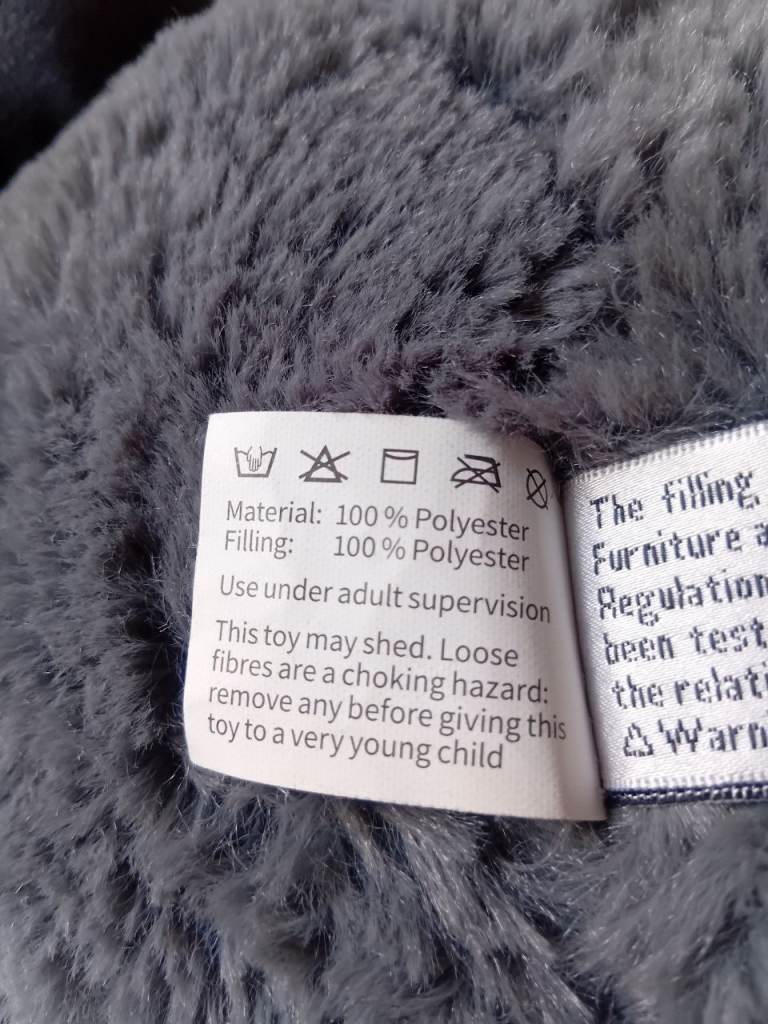 Material: 100 % Polyester
Filling: 100 % Polyester
Use under adult supervision
This toy may shed. Loose
fibres are a choking hazard:
remove any before giving this
toy to a very young child
The filling
Furniture
Regulation
been test
the relati
⚠Warn